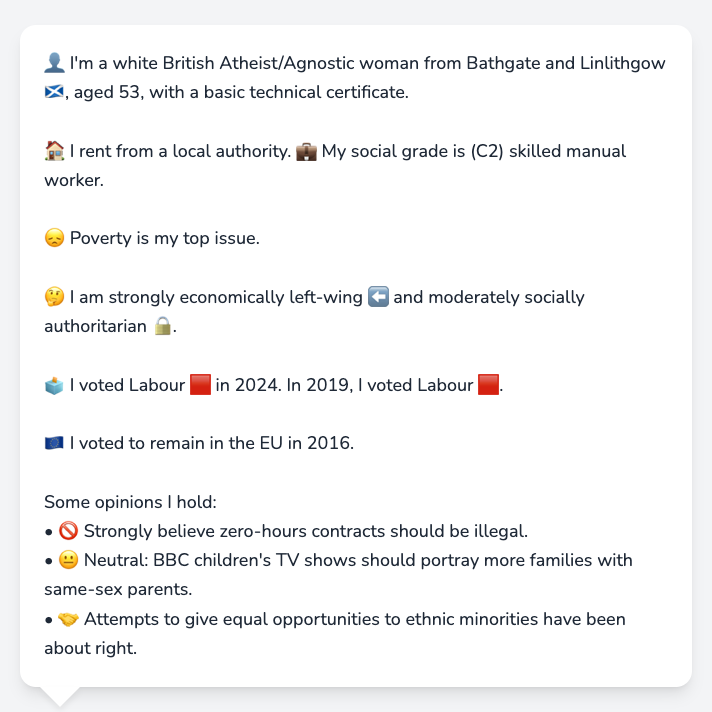 👤 I'm a white British Atheist/Agnostic woman from Bathgate and Linlithgow
🏴󠁧󠁢󠁳󠁣󠁴󠁿, aged 53, with a basic technical certificate.
🏠 I rent from a local authority. 💼 My social grade is (C2) skilled manual
worker.
😞 Poverty is my top issue.
🤔 I am strongly economically left-wing ⬅️ and moderately socially
authoritarian 🔒.
🗳️ I voted Labour 🟥 in 2024. In 2019, I voted Labour 🟥.
🇪🇺 I voted to remain in the EU in 2016.
Some opinions I hold:
• 🚫 Strongly believe zero-hours contracts should be illegal.
• 😐 Neutral: BBC children's TV shows should portray more families with
same-sex parents.
• 🤝 Attempts to give equal opportunities to ethnic minorities have been
about right.